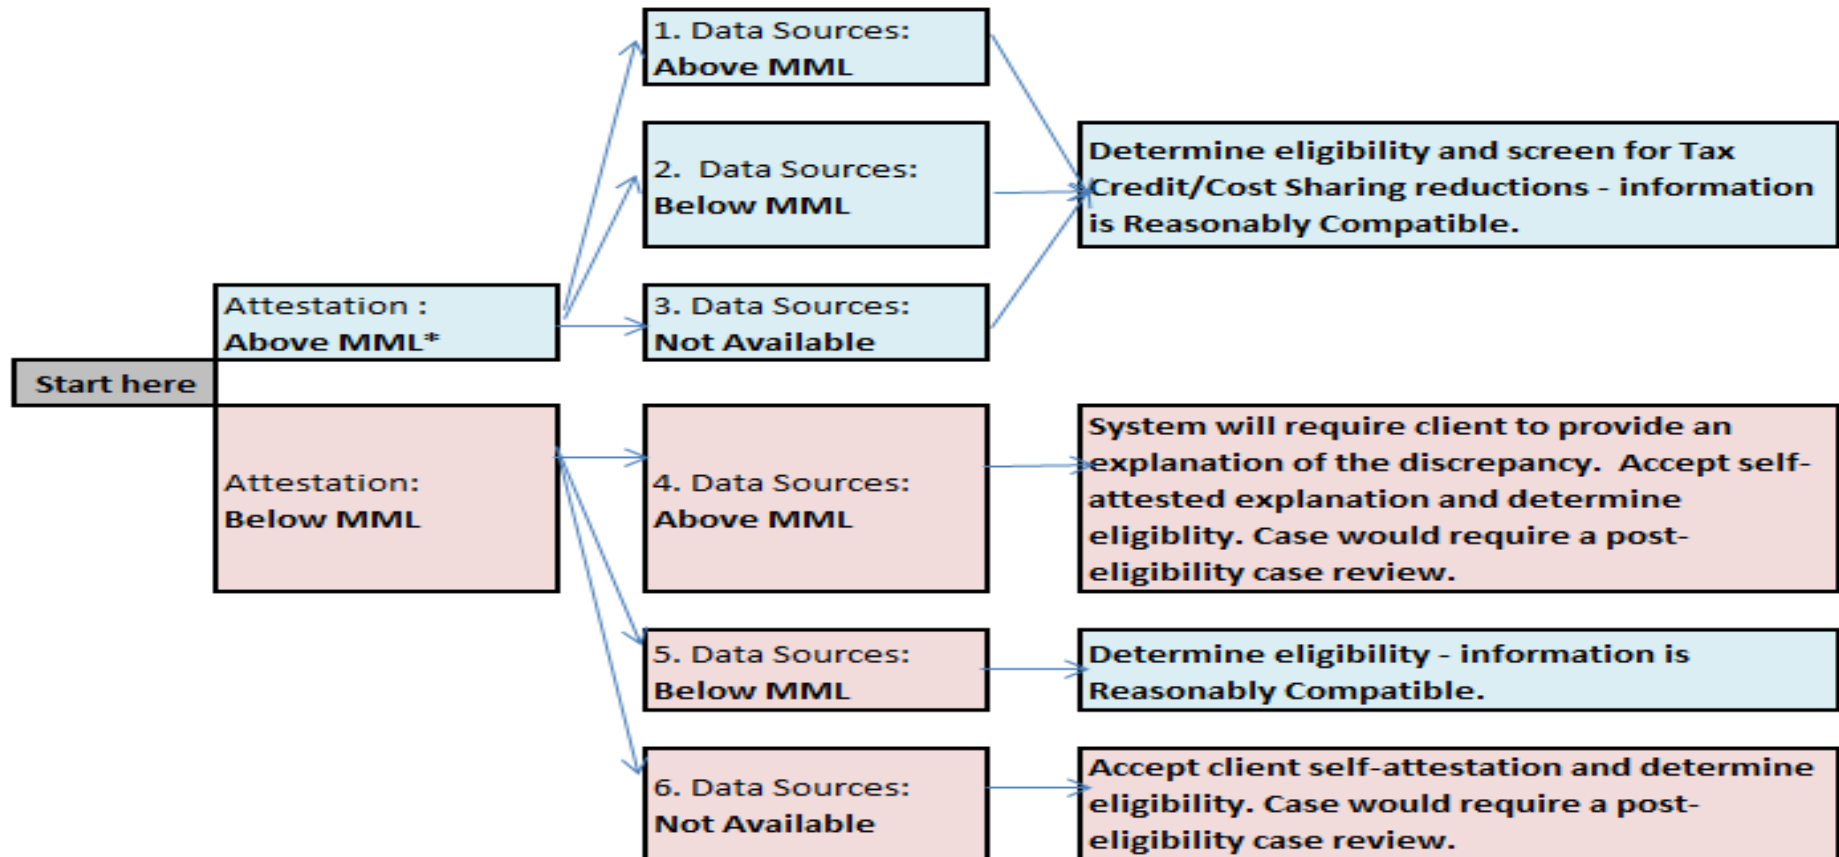 1. Data Sources:
Above MML
2.  Data Sources:
Below MML
Determine eligibility and screen for Tax
Credit/Cost Sharing reductions - information
is Reasonably Compatible.
Attestation :
Above MML*
3. Data Sources:
Not Available
Start here
Attestation:
Below MML
4. Data Sources:
Above MML
System will require client to provide an
explanation of the discrepancy.  Accept self-
attested explanation and determine
eligiblity. Case would require a post-
eligibility case review.
5. Data Sources:
Below MML
Determine eligibility - information is
Reasonably Compatible.
6. Data Sources:
Not Available
Accept client self-attestation and determine
eligibility. Case would require a post-
eligibility case review.